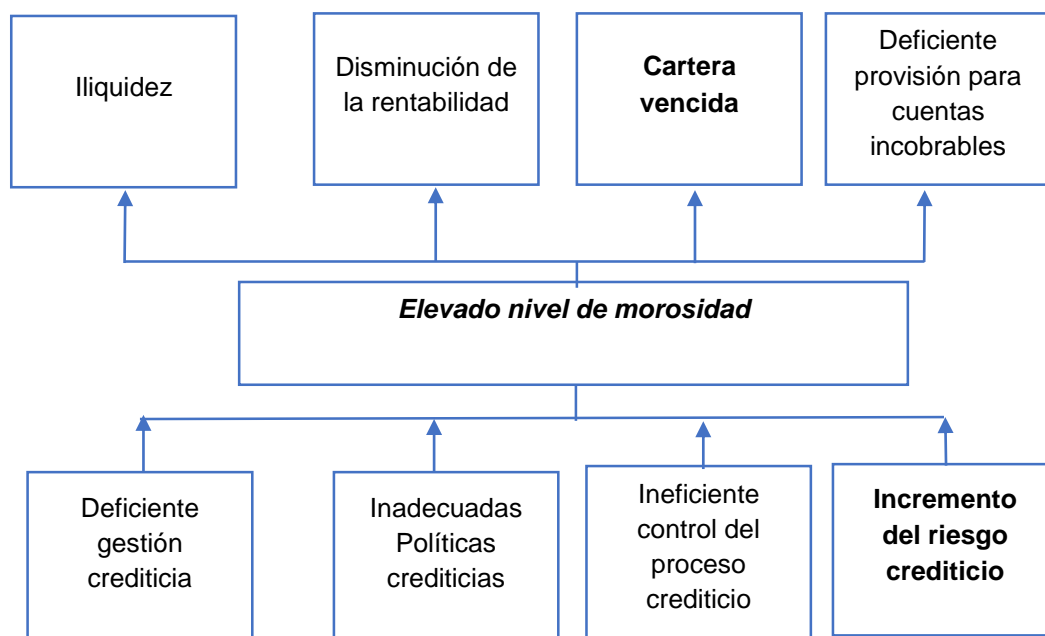 Iliquidez
Disminución de
la rentabilidad
Cartera
vencida
Deficiente
provisión para
cuentas
incobrables
Elevado nivel de morosidad
Deficiente
gestión
crediticia
Inadecuadas
Políticas
crediticias
Ineficiente
control del
proceso
crediticio
Incremento
del riesgo
crediticio